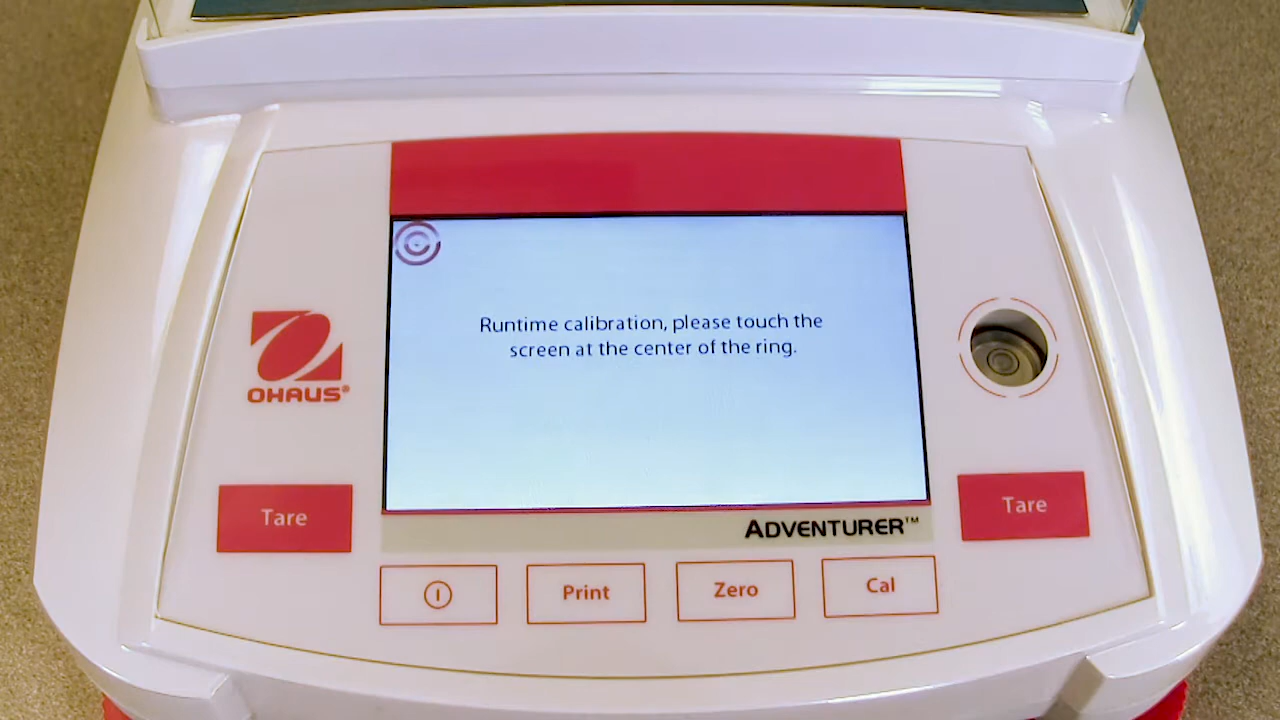 Runtime calibration, please touch the
screen at the center of the ring.
OHAUS®
Tare
Tare
ADVENTURER™
Print
Zero
Cal